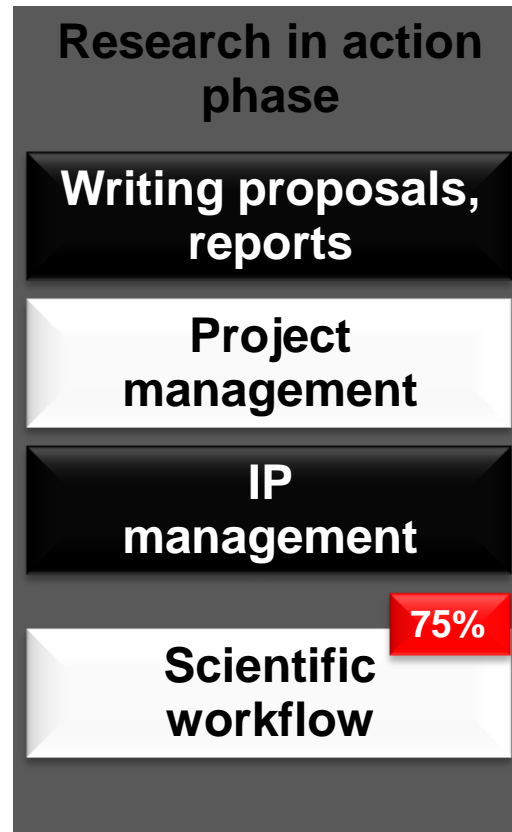 Research in action
phase
Writing proposals,
reports
Project
management
IP
management
75%
Scientific
workflow